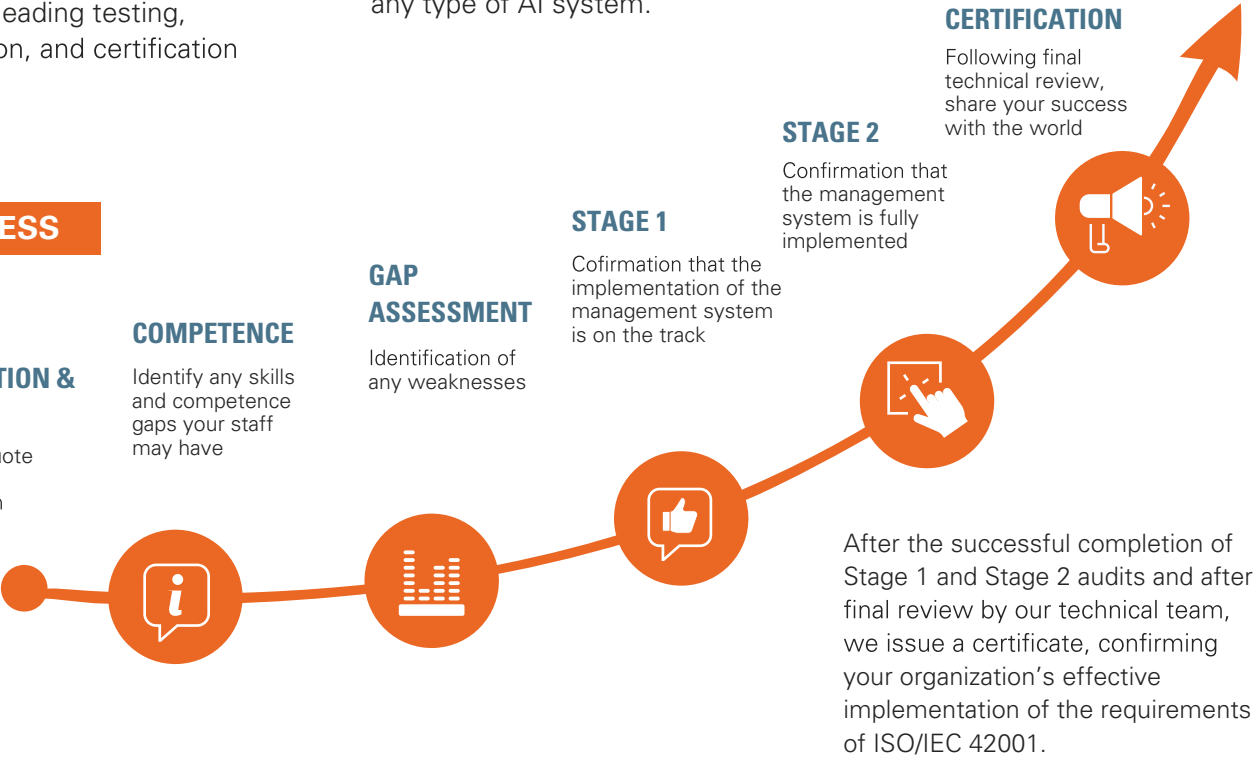 eading testing,
on, and certification
any type of AI system.
ESS
TION &
uote
n
COMPETENCE
Identify any skills
and competence
gaps your staff
may have
GAP
ASSESSMENT
Identification of
any weaknesses
STAGE 1
Cofirmation that the
implementation of the
management system
is on the track
STAGE 2
Confirmation that
the management
system is fully
implemented
CERTIFICATION
Following final
technical review,
share your success
with the world
i
After the successful completion of
Stage 1 and Stage 2 audits and after
final review by our technical team,
we issue a certificate, confirming
your organization’s effective
implementation of the requirements
of ISO/IEC 42001.